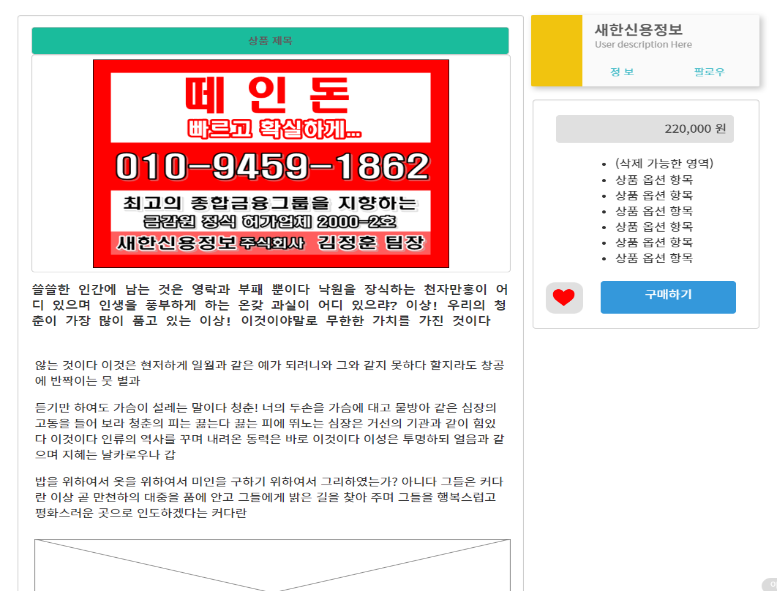 상품 제목
떼 인 돈
빠르고 확실하게...
010-9459-1862
최고의 종합금융그룹을 지향하는
금감원 정식 허가업체 2000-2호
새한신용정보 주식회사 김정훈 팀장
쓸쓸한 인간에 남는 것은 영락과 부패 뿐이다 낙원을 장식하는 천자만홍이 어
디 있으며 인생을 풍부하게 하는 온갖 과실이 어디 있으랴? 이상! 우리의 청
춘이 가장 많이 품고 있는 이상! 이것이야말로 무한한 가치를 가진 것이다
않는 것이다 이것은 현저하게 일월과 같은 예가 되려니와 그와 같지 못하다 할지라도 창공
에 반짝이는 뭇 별과
듣기만 하여도 가슴이 설레는 말이다 청춘! 너의 두손을 가슴에 대고 물방아 같은 심장의
고동을 들어 보라 청춘의 피는 끓는다 끓는 피에 뛰노는 심장은 거선의 기관과 같이 힘있
다 이것이다 인류의 역사를 꾸며 내려온 동력은 바로 이것이다 이성은 투명하되 얼음과 같
으며 지혜는 날카로우나 갑
밥을 위하여서 옷을 위하여서 미인을 구하기 위하여서 그리하였는가? 아니다 그들은 커다
란 이상 곧 만천하의 대중을 품에 안고 그들에게 밝은 길을 찾아 주며 그들을 행복스럽고
평화스러운 곳으로 인도하겠다는 커다란
새한신용정보
User description Here
정 보 팔로우
220,000 원
• (삭제 가능한 영역)
• 상품 옵션 항목
• 상품 옵션 항목
• 상품 옵션 항목
• 상품 옵션 항목
• 상품 옵션 항목
• 상품 옵션 항목
구매하기